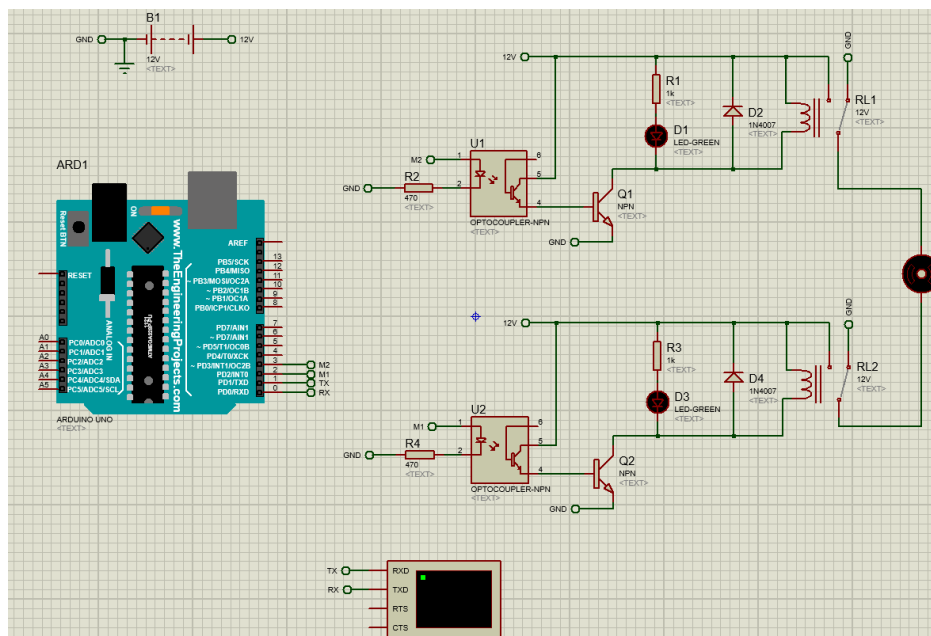 B1
GND
12V
12V
<TEXT>
12V
GND
R1
1k
<TEXT>
D1
LED-GREEN
<TEXT>
D2
1N4007
<TEXT>
RL1
12V
<TEXT>
U1
M2
1
6
5
2
4
GND
R2
470
<TEXT>
OPTOCOUPLER-NPN
<TEXT>
Q1
NPN
<TEXT>
GND
ARD1
Reset BTN
ON
www.TheEngineeringProjects.com
ANALOG IN
RESET
AREF
PB5/SCK 13
PB4/MISO 12
~ PB3/MOSI/OC2A 11
~ PB2/OC1B 10
~ PB1/OC1A 9
PB0/ICP1/CLKO 8
PD7/AIN1 7
~ PD7/AIN1 6
~ PD5/T1/OC0B 5
PD4/T0/XCK 4
~ PD3/INT1/OC2B 3 M2
PD2/INT0 2 M1
PD1/TXD 1 TX
PD0/RXD 0 RX
A0 PC0/ADC0
A1 PC1/ADC1
A2 PC2/ADC2
A3 PC3/ADC3
A4 PC4/ADC4/SDA
A5 PC5/ADC5/SCL
ARDUINO UNO
<TEXT>
12V
GND
R3
1k
<TEXT>
D3
LED-GREEN
<TEXT>
D4
1N4007
<TEXT>
RL2
12V
<TEXT>
U2
M1
1
6
5
2
4
GND
R4
470
<TEXT>
OPTOCOUPLER-NPN
<TEXT>
Q2
NPN
<TEXT>
GND
TX RXD
RX TXD
RTS
CTS